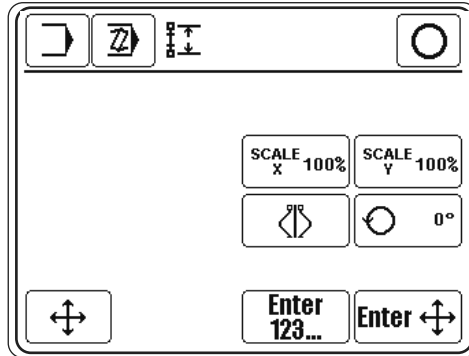 SCALE X 100%
SCALE Y 100%
0°
Enter 123...
Enter